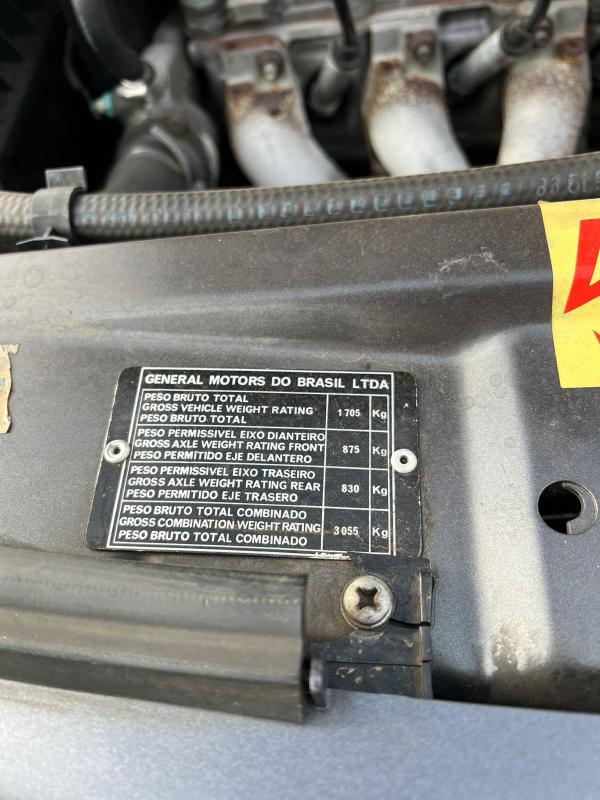 GENERAL MOTORS DO BRASIL LTDA
PESO BRUTO TOTAL
GROSS VEHICLE WEIGHT RATING 1705 Kg
PESO BRUTO TOTAL
PESO PERMISSIVEL EIXO DIANTEIRO
GROSS AXLE WEIGHT RATING FRONT 875 Kg
PESO PERMITIDO EJE DELANTERO
PESO PERMISSIVEL EIXO TRASEIRO
GROSS AXLE WEIGHT RATING REAR 830 Kg
PESO PERMITIDO EJE TRASERO
PESO BRUTO TOTAL COMBINADO
GROSS COMBINATION WEIGHT RATING 3055 Kg
PESO BRUTO TOTAL COMBINADO